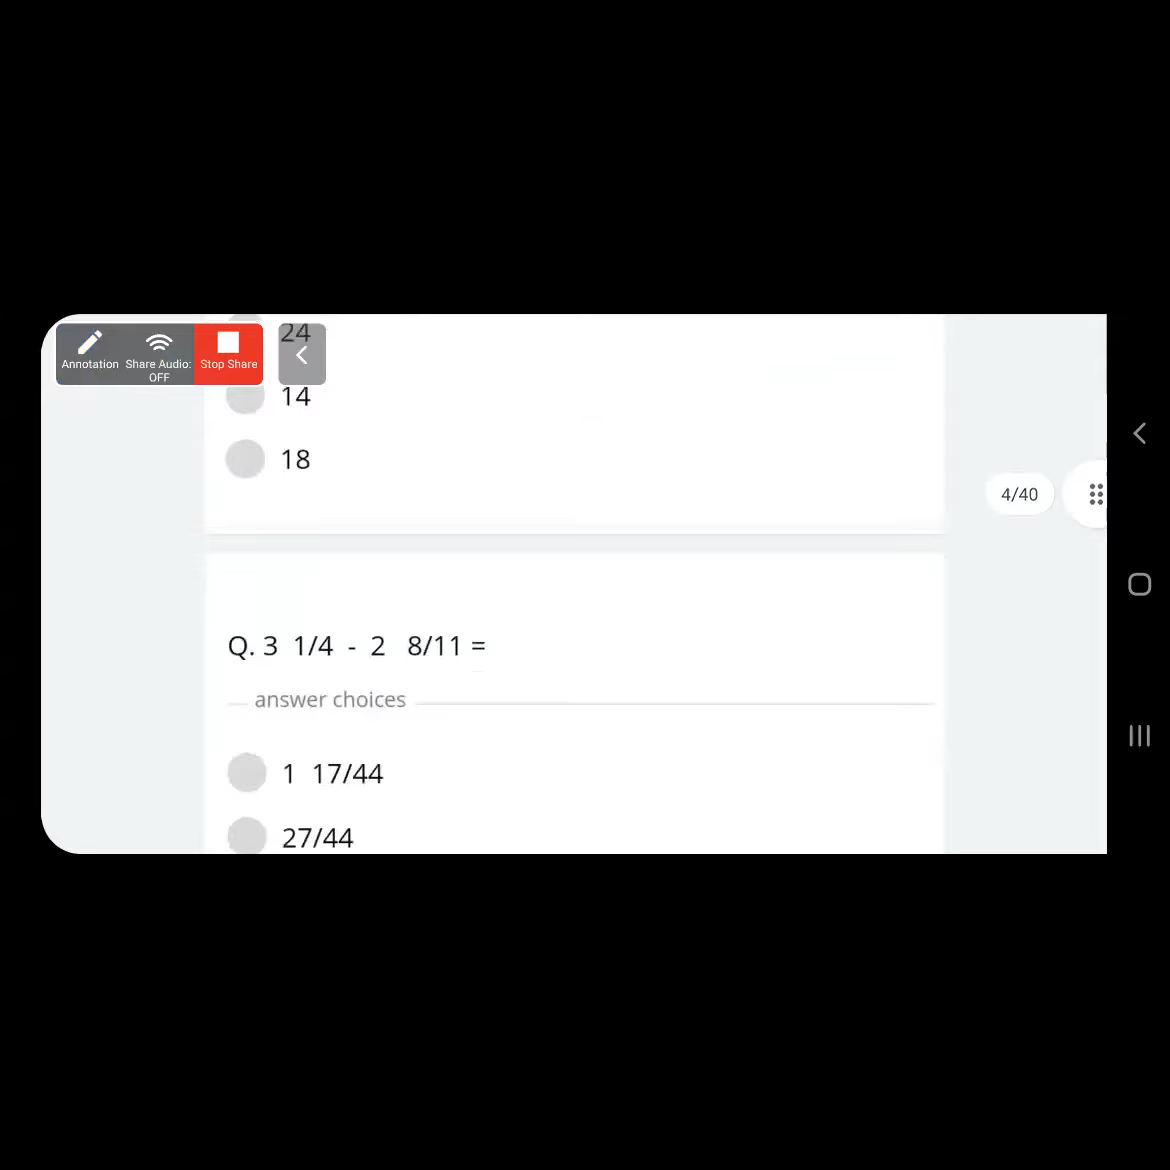 24
Annotation
Share Audio:
OFF
Stop Share
14
18
4/40
Q. 3 1/4 - 2 8/11 =
answer choices
1 17/44
27/44